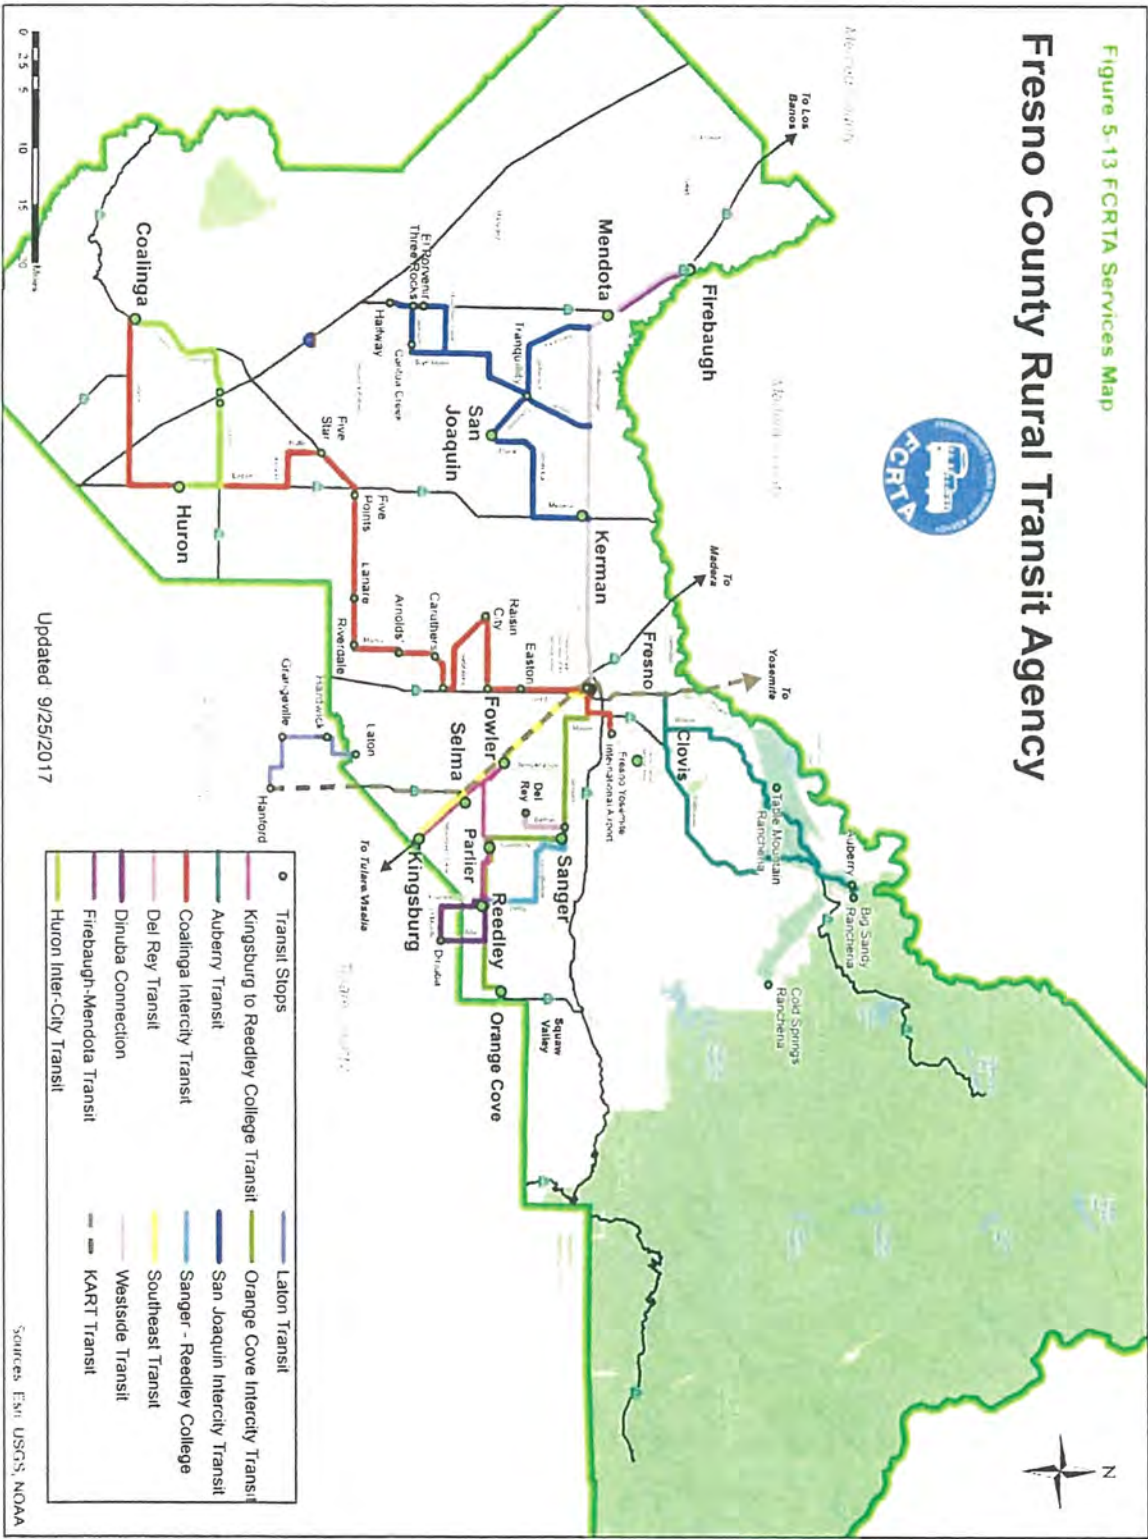 Figure 5-13 FCRTA Services Map
Fresno County Rural Transit Agency
FCRTA
N
To Los
Banos
Firebaugh
Mendota
To
Madera
To
Yosemite
El Porvenir
Three Rocks
Halfway
Cantua Creek
Tranquility
San
Joaquin
Kerman
Fresno
Clovis
Fresno Yosemite
International Airport
Table Mountain
Rancheria
Auberry
Big Sandy
Rancheria
Cold Springs
Rancheria
Coalinga
Huron
Five
Star
Five
Points
Lanare
Riverdale
Arnolds'
Caruthers
Raisin
City
Easton
Fowler
Selma
Del
Rey
Sanger
Parlier
Reedley
Kingsburg
Dinuba
Orange Cove
Squaw
Valley
To Tulare, Visalia
Laton
Hardwick
Grangeville
Hanford
Transit Stops
Kingsburg to Reedley College Transit
Auberry Transit
Coalinga Intercity Transit
Del Rey Transit
Dinuba Connection
Firebaugh-Mendota Transit
Huron Inter-City Transit
Laton Transit
Orange Cove Intercity Transit
San Joaquin Intercity Transit
Sanger - Reedley College
Southeast Transit
Westside Transit
KART Transit
0 2.5 5 10 15 20
Miles
Updated: 9/25/2017
Sources: Esri, USGS, NOAA